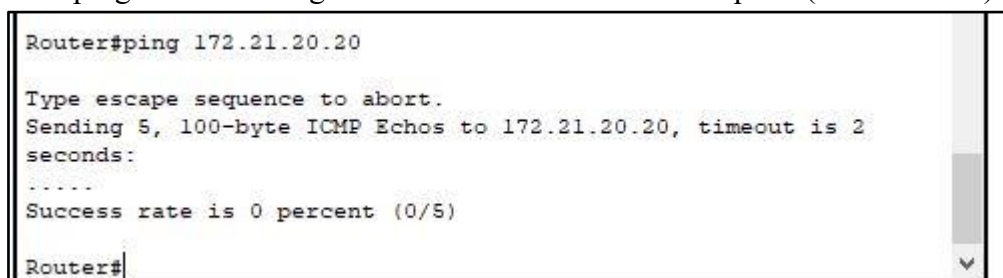 Router#ping 172.21.20.20
Type escape sequence to abort.
Sending 5, 100-byte ICMP Echos to 172.21.20.20, timeout is 2
seconds:
.....
Success rate is 0 percent (0/5)
Router#